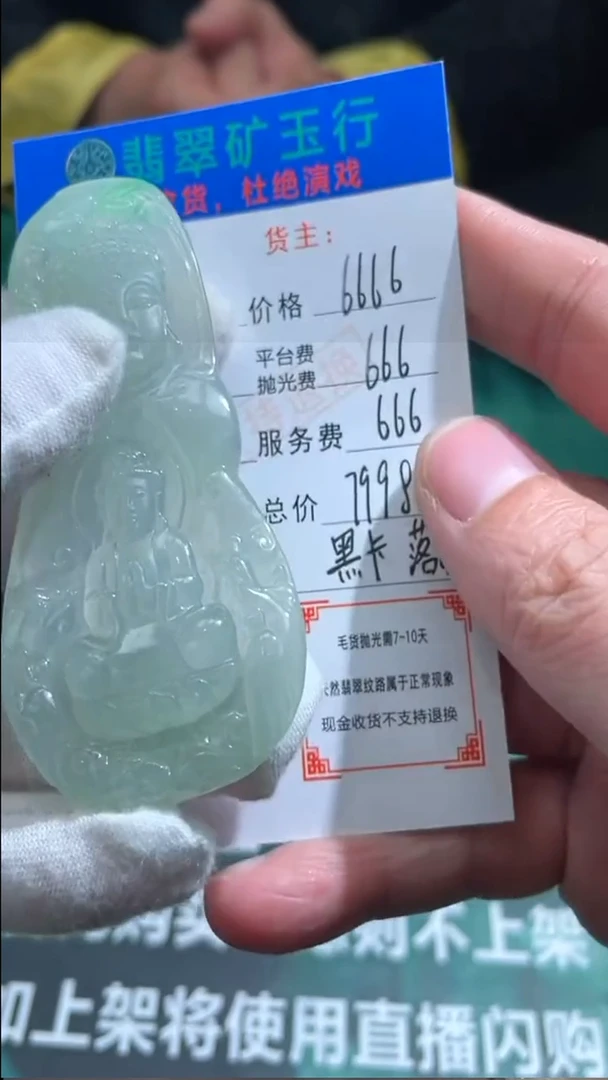 翡翠矿玉行
货，杜绝演戏
货主：
价格 6666
平台费
抛光费 666
服务费 666
总价 7998
黑卡 落
毛货抛光需7-10天
然翡翠纹路属于正常现象
现金收货不支持退换
则不上架
上架将使用直播闪购